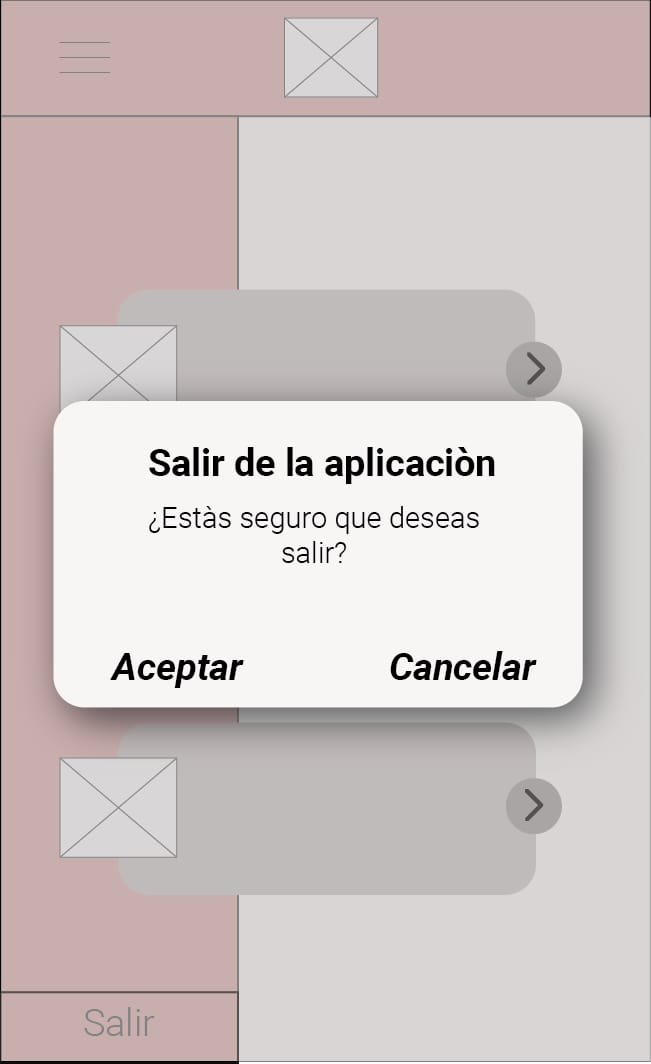 Salir de la aplicaciòn
¿Estàs seguro que deseas
salir?
Aceptar
Cancelar
Salir